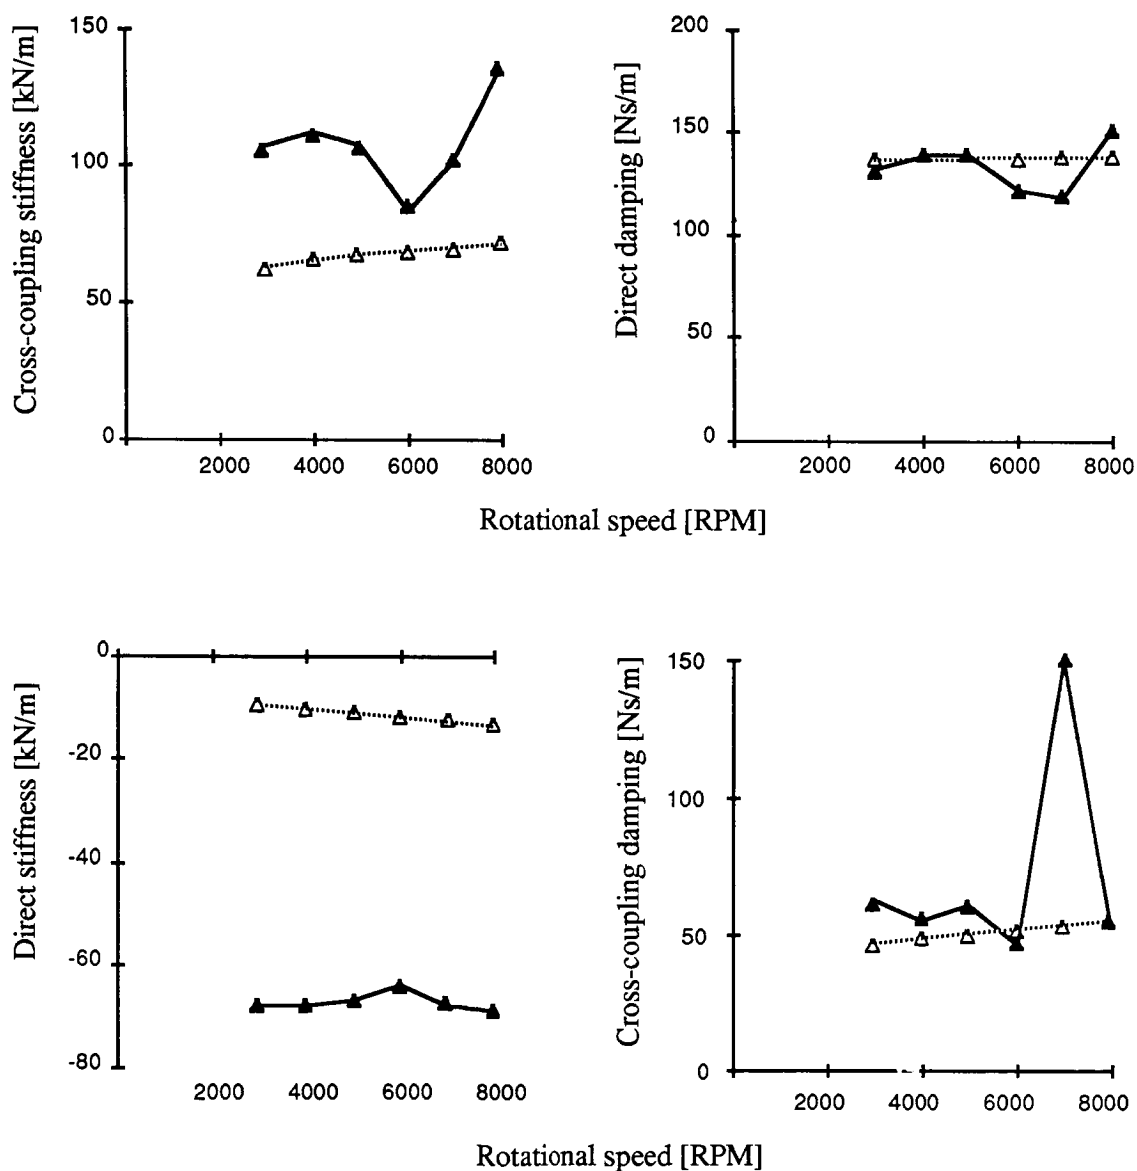 Cross-coupling stiffness [kN/m]
150
100
50
0
2000 4000 6000 8000
Direct damping [Ns/m]
200
150
100
50
0
2000 4000 6000 8000
Rotational speed [RPM]
Direct stiffness [kN/m]
0
-20
-40
-60
-80
2000 4000 6000 8000
Cross-coupling damping [Ns/m]
150
100
50
0
2000 4000 6000 8000
Rotational speed [RPM]